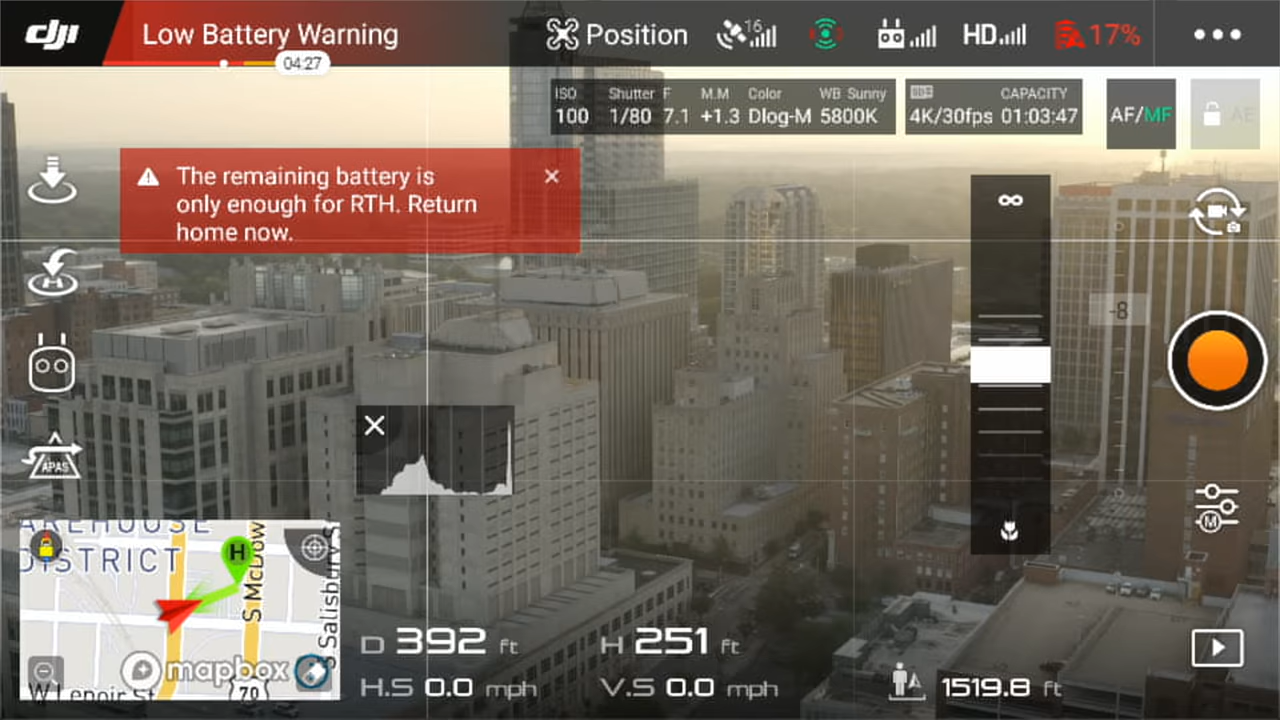 dji
Low Battery Warning
04:27
Position
16
HD
17%
ISO
100
Shutter
1/80
F
7.1
M.M
+1.3
Color
Dlog-M
WB Sunny
5800K
4K/30fps
CAPACITY
01:03:47
AF/MF
AE
The remaining battery is
only enough for RTH. Return
home now.
∞
-8
H
APAS
M
WAREHOUSE
DISTRICT
S McDow
S Salisbury S
W Lenoir St
70
mapbox
D 392 ft
H 251 ft
H.S 0.0 mph
V.S 0.0 mph
1519.8 ft